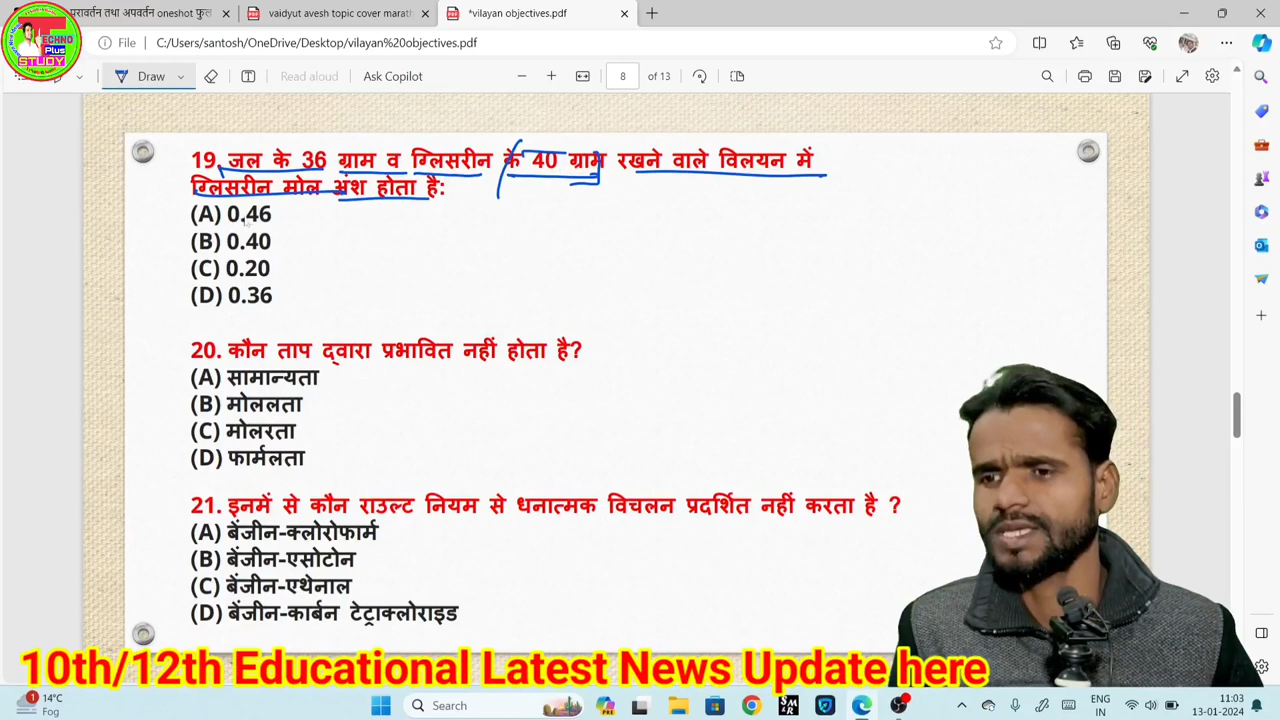 परावर्तन तथा अपवर्तन oneshot फुल
vaidyut avesh topic cover marat
*vilayan objectives.pdf
TECHNO
Plus
STUDY
File C:/Users/santosh/OneDrive/Desktop/vilayan%20objectives.pdf
Draw Read aloud Ask Copilot 8 of 13
19. जल के 36 ग्राम व ग्लिसरीन के 40 ग्राम रखने वाले विलयन में
ग्लिसरीन मोल अंश होता है:
(A) 0.46
(B) 0.40
(C) 0.20
(D) 0.36
20. कौन ताप द्वारा प्रभावित नहीं होता है?
(A) सामान्यता
(B) मोललता
(C) मोलरता
(D) फार्मलता
21. इनमें से कौन राउल्ट नियम से धनात्मक विचलन प्रदर्शित नहीं करता है ?
(A) बेंजीन-क्लोरोफार्म
(B) बेंजीन-एसोटोन
(C) बेंजीन-एथेनाल
(D) बेंजीन-कार्बन टेट्राक्लोराइड
10th/12th Educational Latest News Update here
1
14°C
Fog
Search
ENG
IN
11:03
13-01-2024